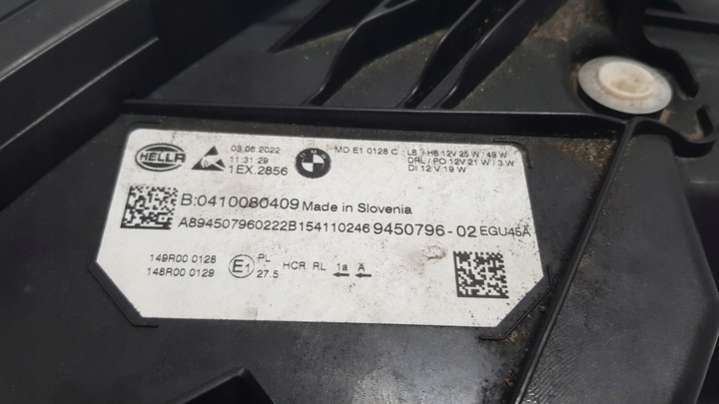 HELLA 03.06.2022
11:31:29
1EX.2856
BMW
MD E1 0128 C
LB / HB 12V 25 W / 49 W
DRL / PO 12V 21 W / 3 W
DI 12 V 19 W
B:0410080409 Made in Slovenia
A894507960222B154110246 9450796-02 EGU45A
149R00 0128
148R00 0129
E1 PL
27.5
HCR RL 1a A